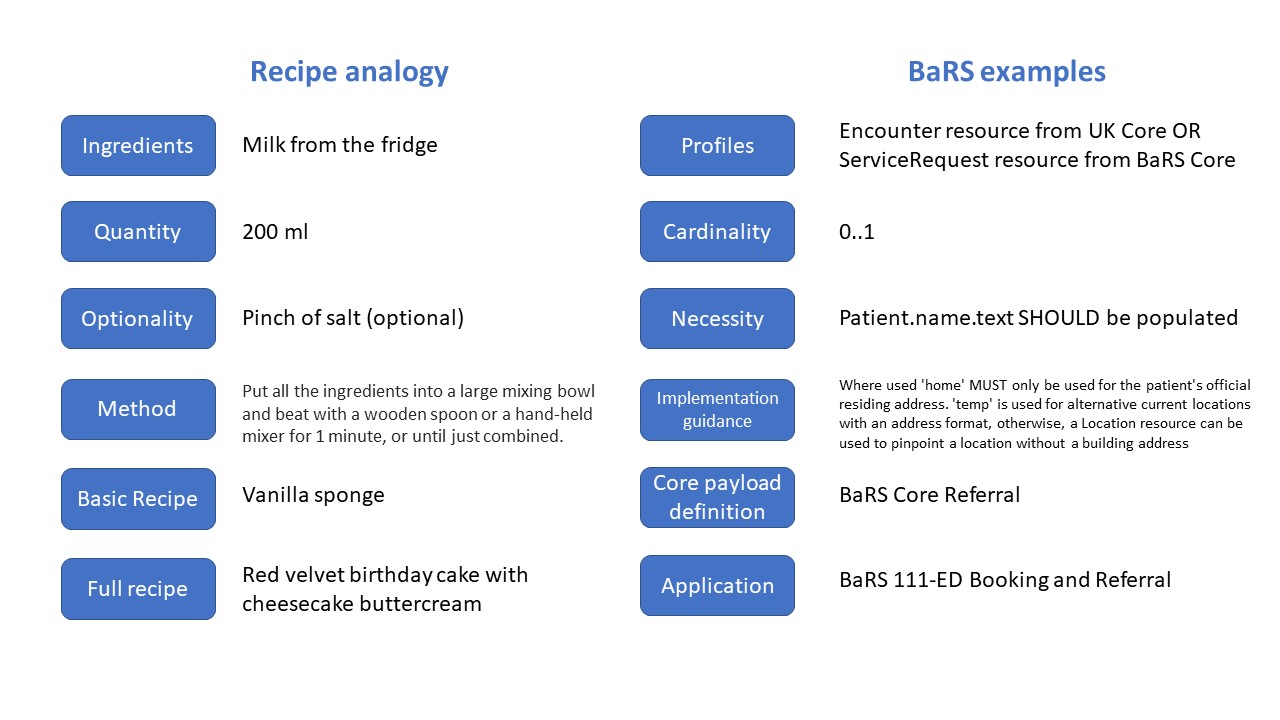 Recipe analogy
BaRS examples
Ingredients
Milk from the fridge
Profiles
Encounter resource from UK Core OR
ServiceRequest resource from BaRS Core
Quantity
200 ml
Cardinality
0..1
Optionality
Pinch of salt (optional)
Necessity
Patient.name.text SHOULD be populated
Method
Put all the ingredients into a large mixing bowl
and beat with a wooden spoon or a hand-held
mixer for 1 minute, or until just combined.
Implementation
guidance
Where used 'home' MUST only be used for the patient's official
residing address. 'temp' is used for alternative current locations
with an address format, otherwise, a Location resource can be
used to pinpoint a location without a building address
Basic Recipe
Vanilla sponge
Core payload
definition
BaRS Core Referral
Full recipe
Red velvet birthday cake with
cheesecake buttercream
Application
BaRS 111-ED Booking and Referral